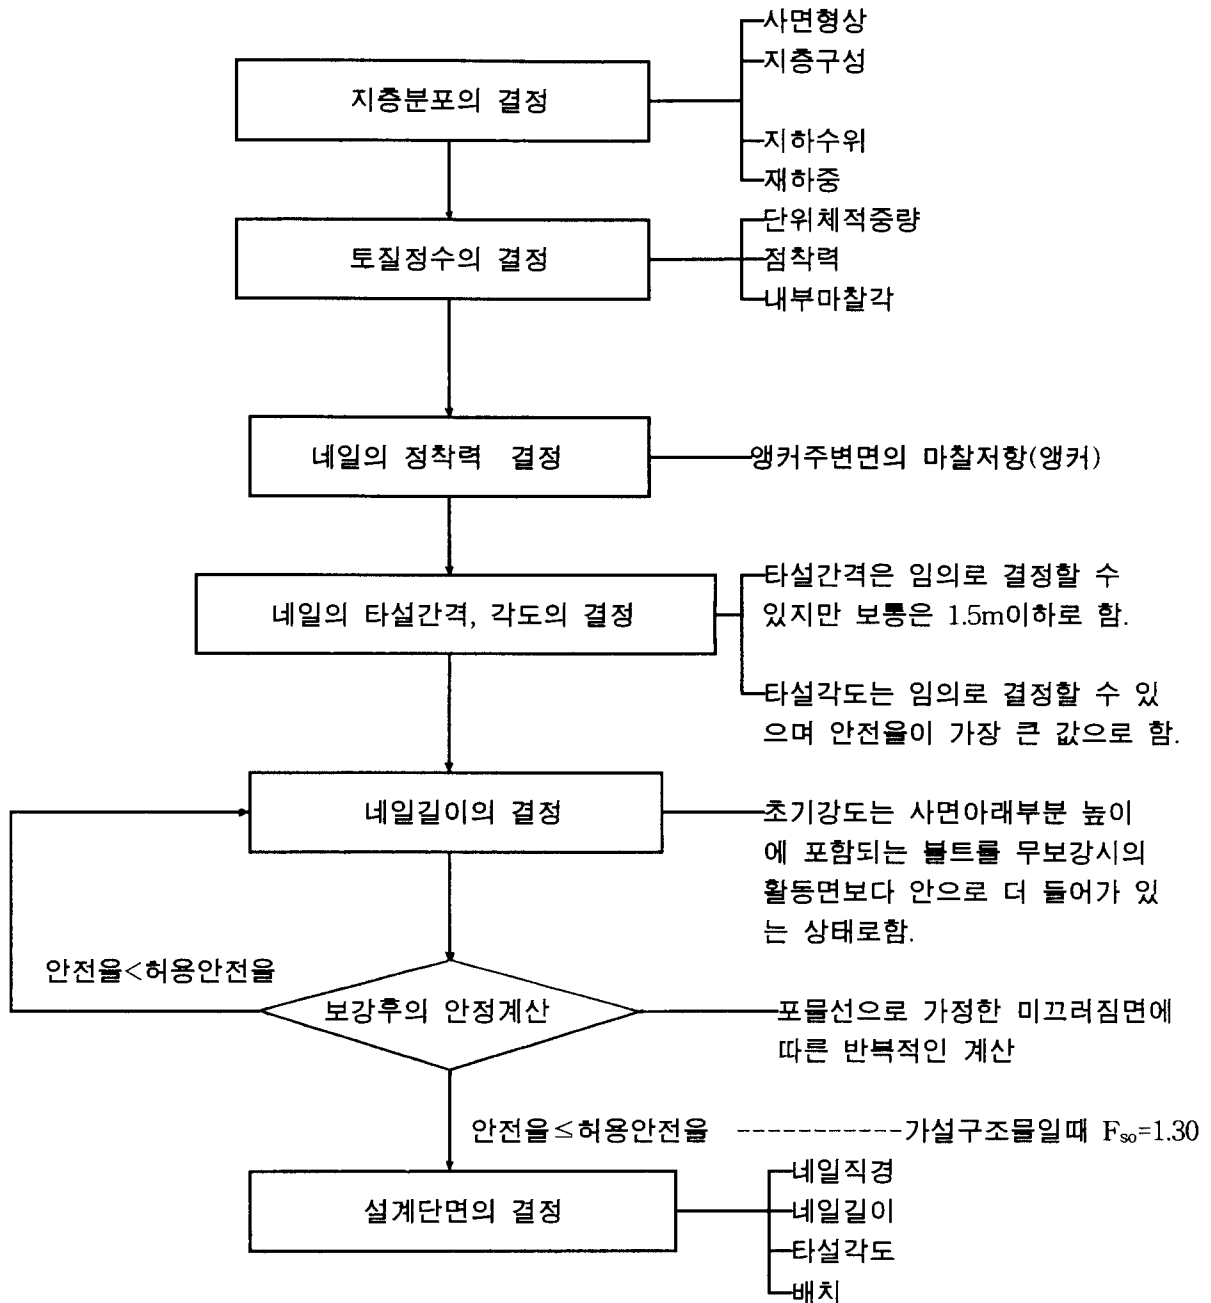 사면형상
지층구성
지층분포의 결정
지하수위
재하중
단위체적중량
토질정수의 결정
점착력
내부마찰각
네일의 정착력 결정
앵커주변면의 마찰저항(앵커)
네일의 타설간격, 각도의 결정
타설간격은 임의로 결정할 수
있지만 보통은 1.5m이하로 함.
타설각도는 임의로 결정할 수 있
으며 안전율이 가장 큰 값으로 함.
네일길이의 결정
초기강도는 사면아래부분 높이
에 포함되는 볼트를 무보강시의
활동면보다 안으로 더 들어가 있
는 상태로함.
안전율<허용안전율
보강후의 안정계산
포물선으로 가정한 미끄러짐면에
따른 반복적인 계산
안전율≤허용안전율 -----------가설구조물일때 Fso=1.30
네일직경
설계단면의 결정
네일길이
타설각도
배치